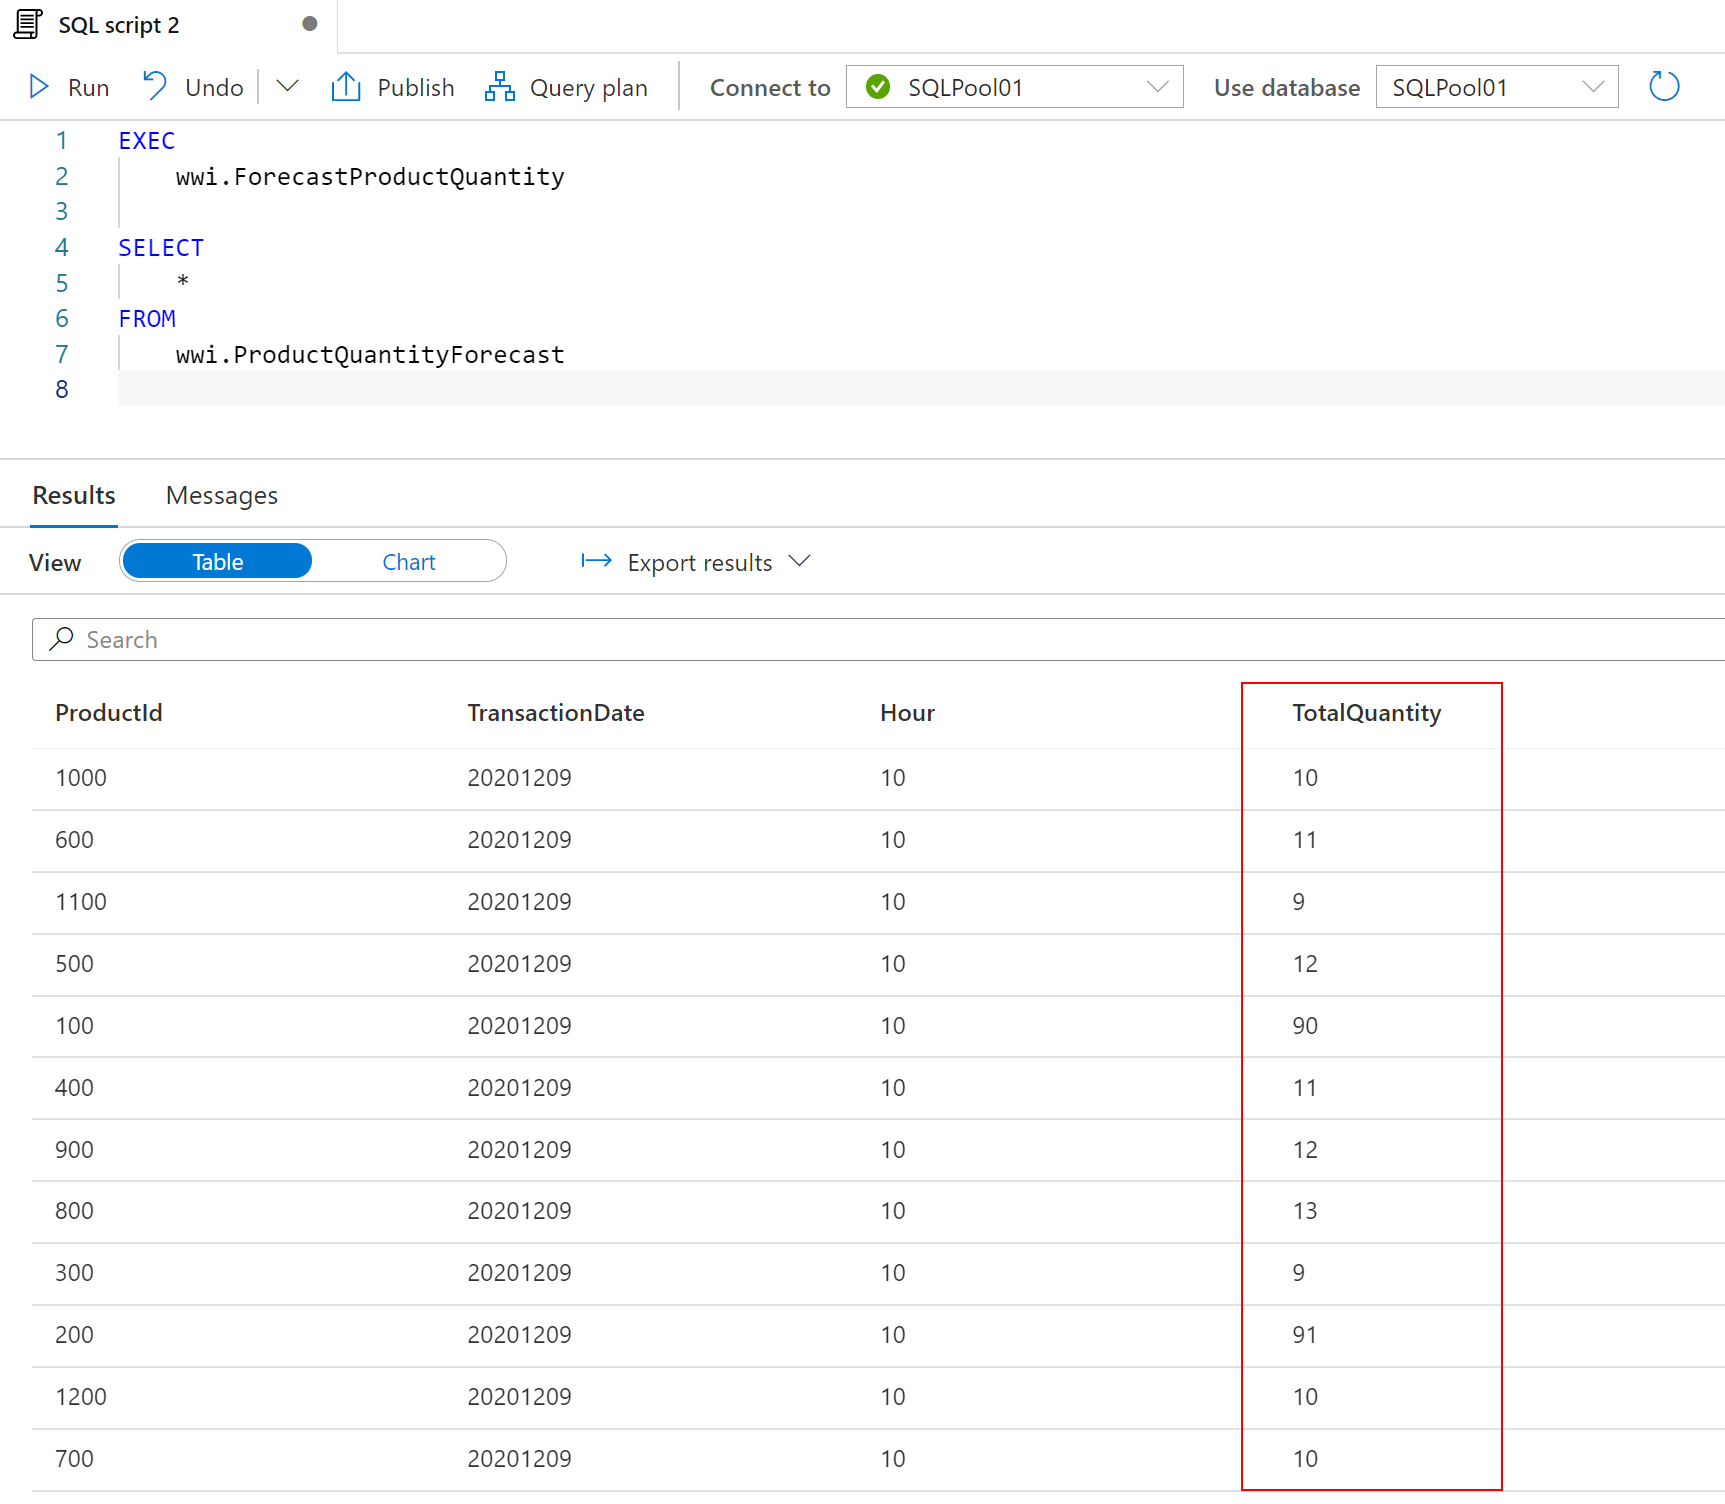 SQL script 2
Run Undo Publish Query plan Connect to SQLPool01 Use database SQLPool01
1 EXEC
2 wwi.ForecastProductQuantity
3
4 SELECT
5 *
6 FROM
7 wwi.ProductQuantityForecast
8
Results Messages
View Table Chart Export results
Search
ProductId TransactionDate Hour TotalQuantity
1000 20201209 10 10
600 20201209 10 11
1100 20201209 10 9
500 20201209 10 12
100 20201209 10 90
400 20201209 10 11
900 20201209 10 12
800 20201209 10 13
300 20201209 10 9
200 20201209 10 91
1200 20201209 10 10
700 20201209 10 10